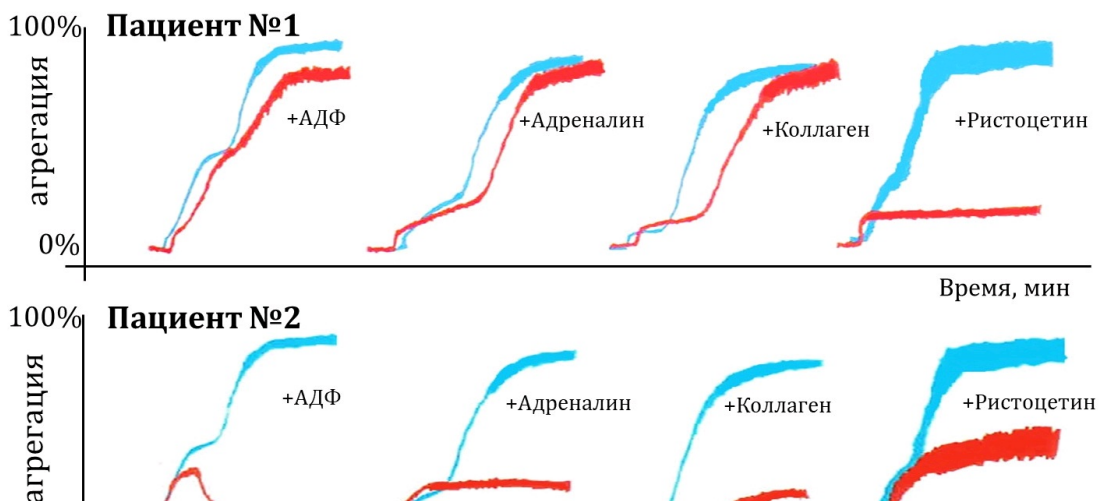 100%
Пациент №1
агрегация
+АДФ
+Адреналин
+Коллаген
+Ристоцетин
0%
Время, мин
100%
Пациент №2
агрегация
+АДФ
+Адреналин
+Коллаген
+Ристоцетин